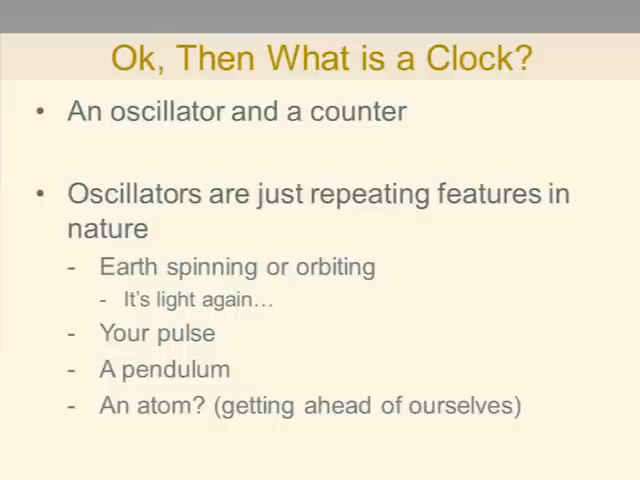 Ok, Then What is a Clock?
• An oscillator and a counter
• Oscillators are just repeating features in
nature
- Earth spinning or orbiting
- It's light again…
- Your pulse
- A pendulum
- An atom? (getting ahead of ourselves)